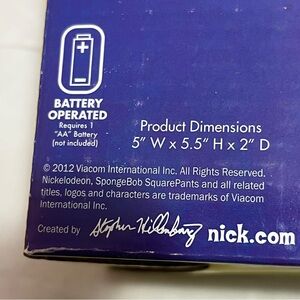 BATTERY
OPERATED
Requires 1
"AA" Battery
(not included)
Product Dimensions
5" W x 5.5" H x 2" D
© 2012 Viacom International Inc. All Rights Reserved.
Nickelodeon, SpongeBob SquarePants and all related
titles, logos and characters are trademarks of Viacom
International Inc.
Created by Stephen Hillenburg nick.com